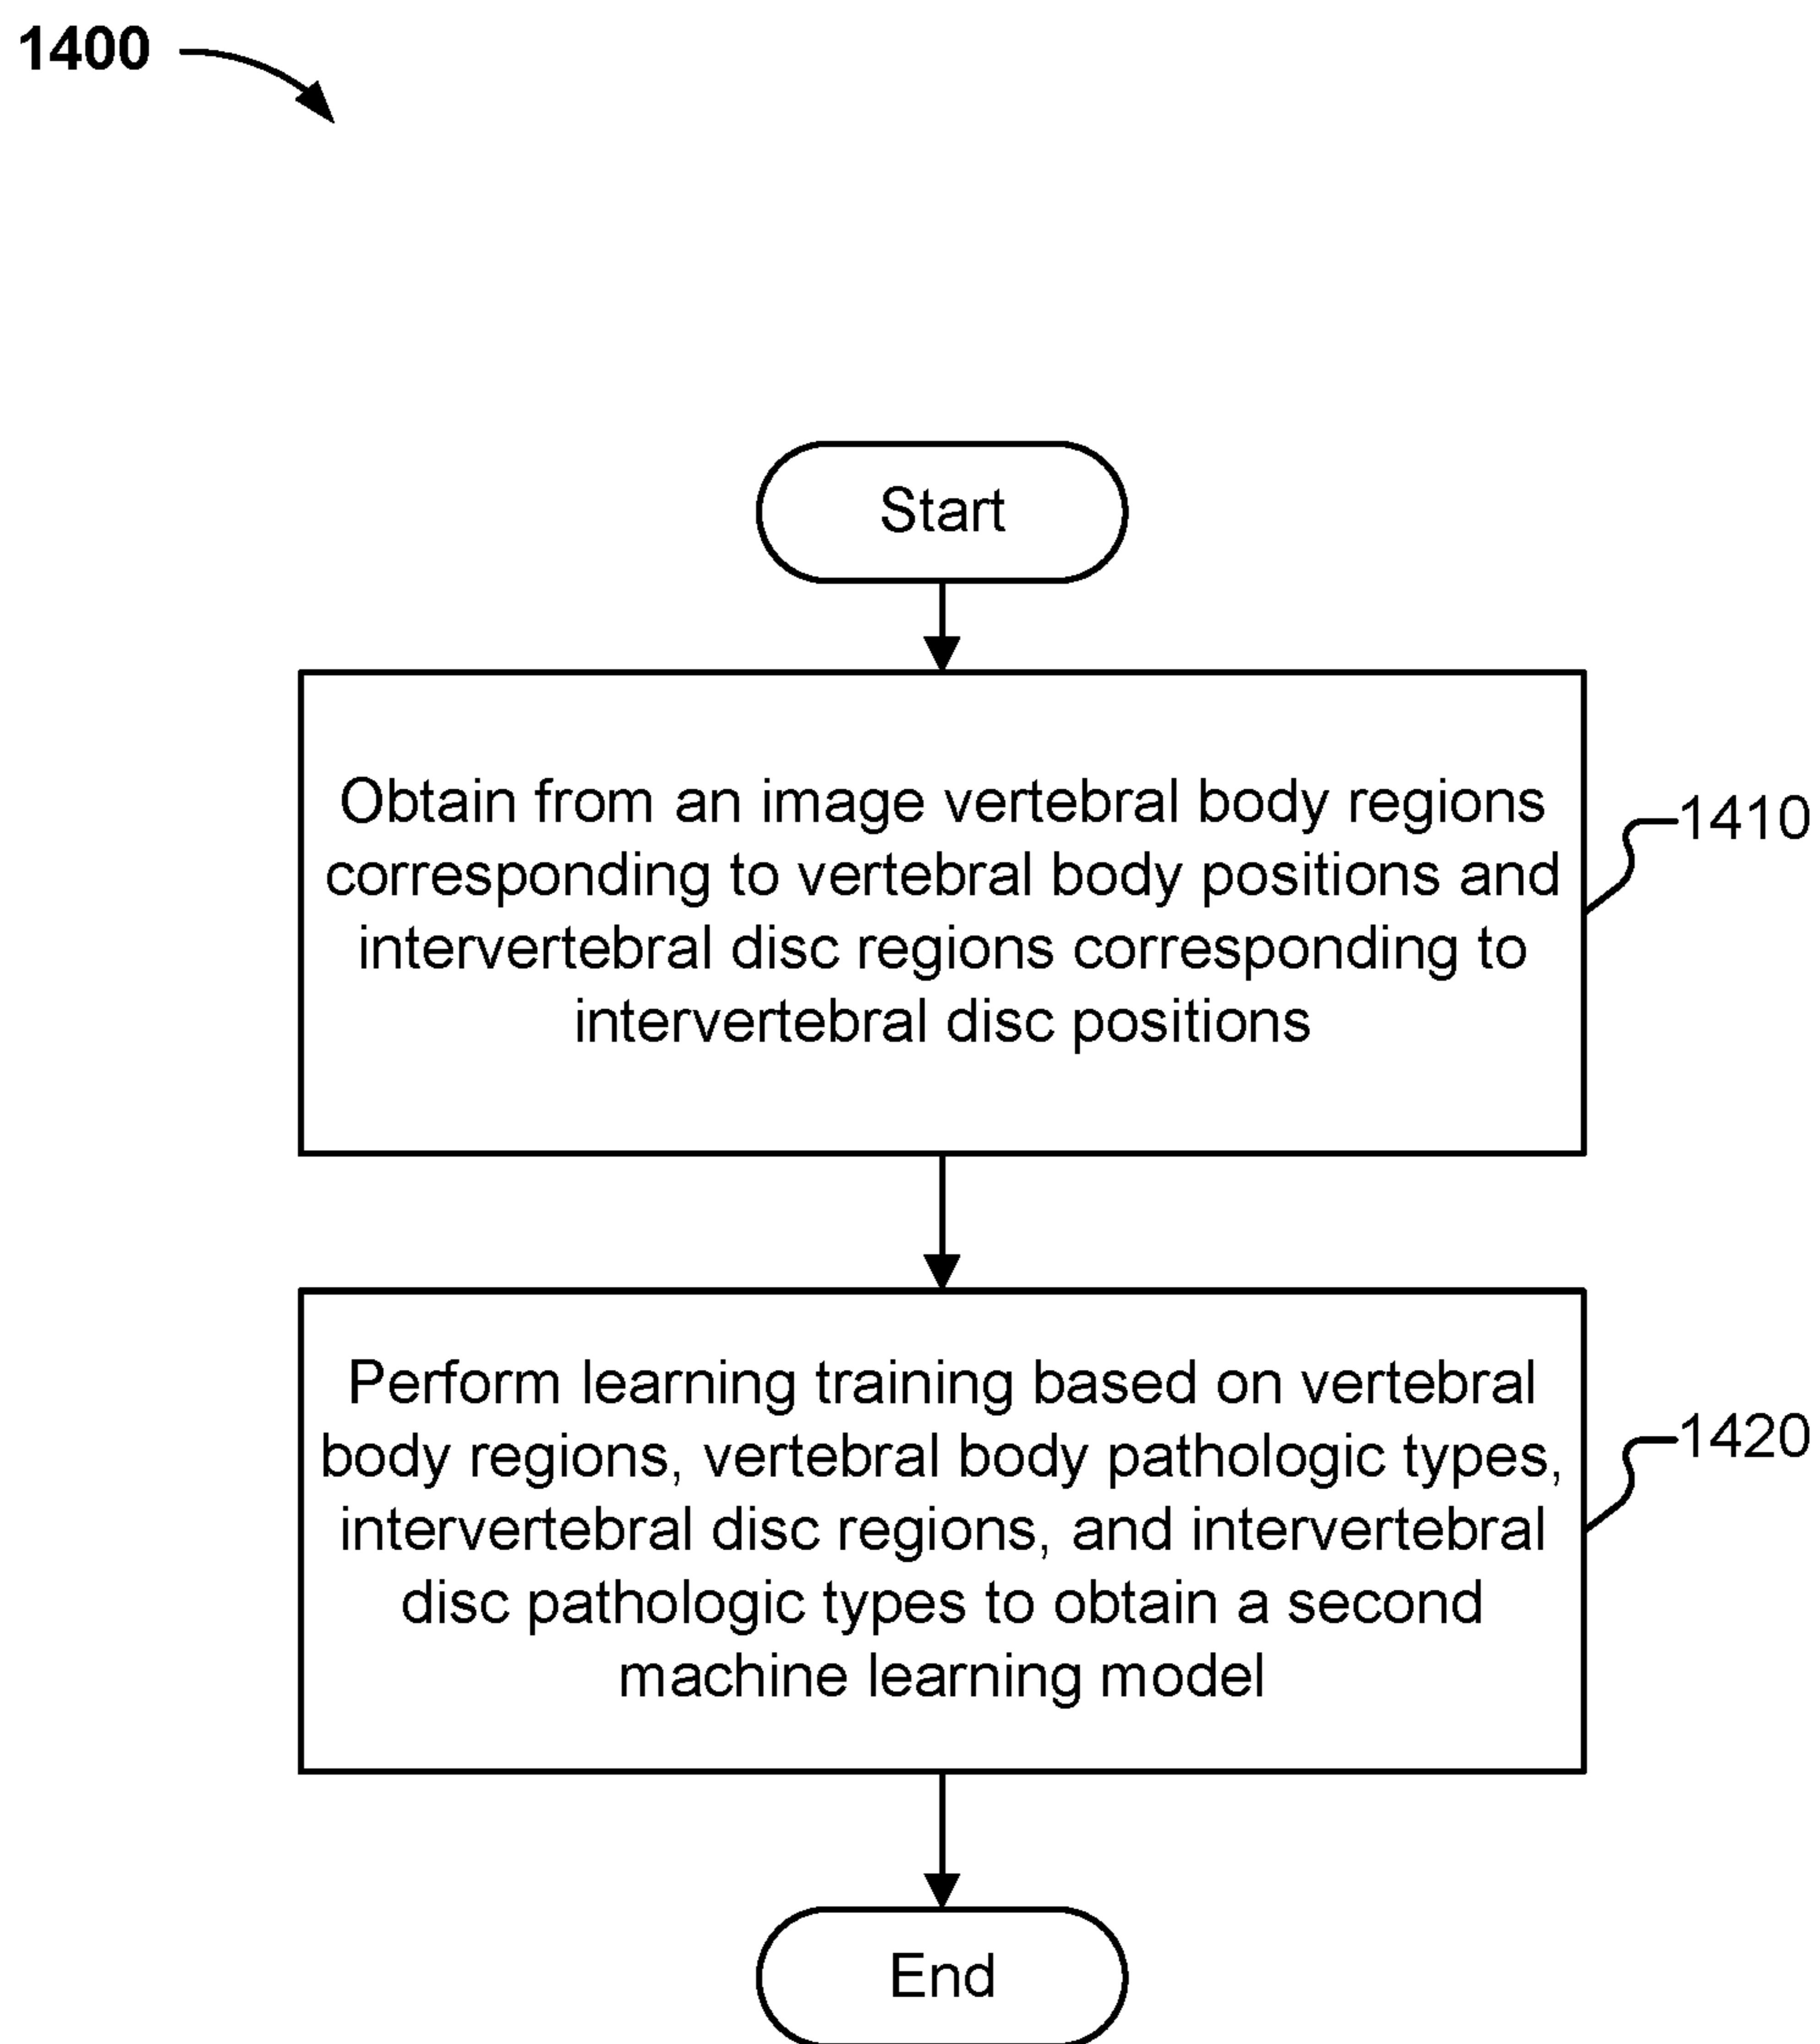 1400
Start
Obtain from an image vertebral body regions
corresponding to vertebral body positions and
intervertebral disc regions corresponding to
intervertebral disc positions
1410
Perform learning training based on vertebral
body regions, vertebral body pathologic types,
intervertebral disc regions, and intervertebral
disc pathologic types to obtain a second
machine learning model
1420
End